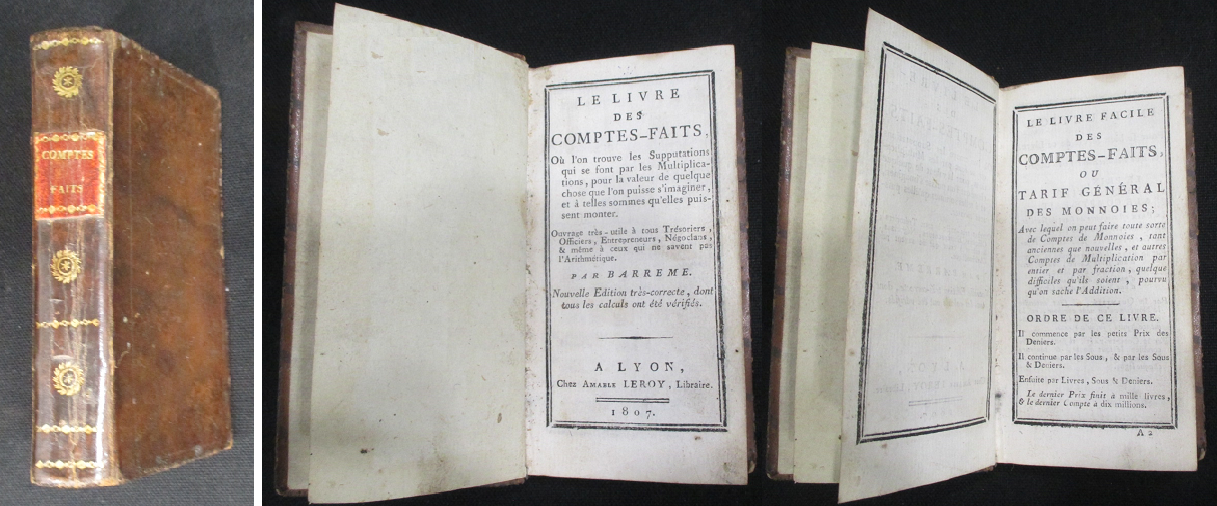 COMPTES
FAITS
LE LIVRE
DES
COMPTES-FAITS,
Où l'on trouve les Supputations
qui se font par les Multiplica-
tions, pour la valeur de quelque
chose que l'on puisse s'imaginer,
et à telles sommes qu'elles puis-
sent monter.
Ouvrage très-utile à tous Trésoriers,
Officiers, Entrepreneurs, Négocians,
& même à ceux qui ne savent pas
l'Arithmétique.
PAR BARREME.
Nouvelle Edition très-correcte, dont
tous les calculs ont été vérifiés.
A LYON,
Chez AMABLE LEROY, Libraire.
1807.
LE LIVRE FACILE
DES
COMPTES-FAITS,
OU
TARIF GÉNÉRAL
DES MONNOIES;
Avec lequel on peut faire toute sorte
de Comptes de Monnoies, tant
anciennes que nouvelles, et autres
Comptes de Multiplication par
entier et par fraction, quelque
difficiles qu'ils soient, pourvu
qu'on sache l'Addition.
ORDRE DE CE LIVRE.
Il commence par les petits Prix des
Deniers.
Il continue par les Sous, & par les Sous
& Deniers.
Ensuite par Livres, Sous & Deniers.
Le dernier Prix finit à mille livres,
& le dernier Compte à dix millions.
A 2